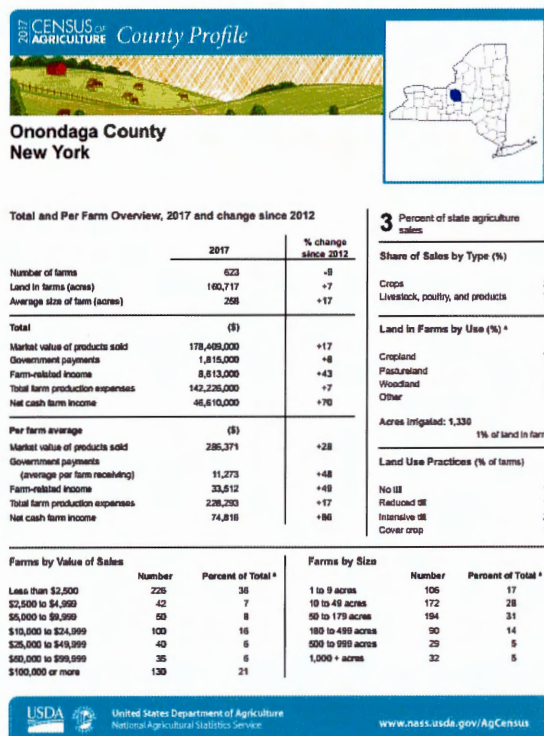 2017 CENSUS OF AGRICULTURE County Profile
Onondaga County
New York
Total and Per Farm Overview, 2017 and change since 2012
2017 % change since 2012
Number of farms 623 -9
Land in farms (acres) 160,717 +7
Average size of farm (acres) 258 +17
Total ($)
Market value of products sold 178,409,000 +17
Government payments 1,815,000 +8
Farm-related income 8,613,000 +43
Total farm production expenses 142,226,000 +7
Net cash farm income 46,610,000 +70
Per farm average ($)
Market value of products sold 286,371 +28
Government payments
(average per farm receiving) 11,273 +48
Farm-related income 33,512 +49
Total farm production expenses 228,293 +17
Net cash farm income 74,816 +86
3 Percent of state agriculture
sales
Share of Sales by Type (%)
Crops
Livestock, poultry, and products
Land in Farms by Use (%) a
Cropland
Pastureland
Woodland
Other
Acres irrigated: 1,330
1% of land in farm
Land Use Practices (% of farms)
No till
Reduced till
Intensive till
Cover crop
Farms by Value of Sales
Number Percent of Total a
Less than $2,500 226 36
$2,500 to $4,999 42 7
$5,000 to $9,999 50 8
$10,000 to $24,999 100 16
$25,000 to $49,999 40 6
$50,000 to $99,999 35 6
$100,000 or more 130 21
Farms by Size
Number Percent of Total a
1 to 9 acres 106 17
10 to 49 acres 172 28
50 to 179 acres 194 31
180 to 499 acres 90 14
500 to 999 acres 29 5
1,000 + acres 32 5
USDA United States Department of Agriculture
National Agricultural Statistics Service
www.nass.usda.gov/AgCensus